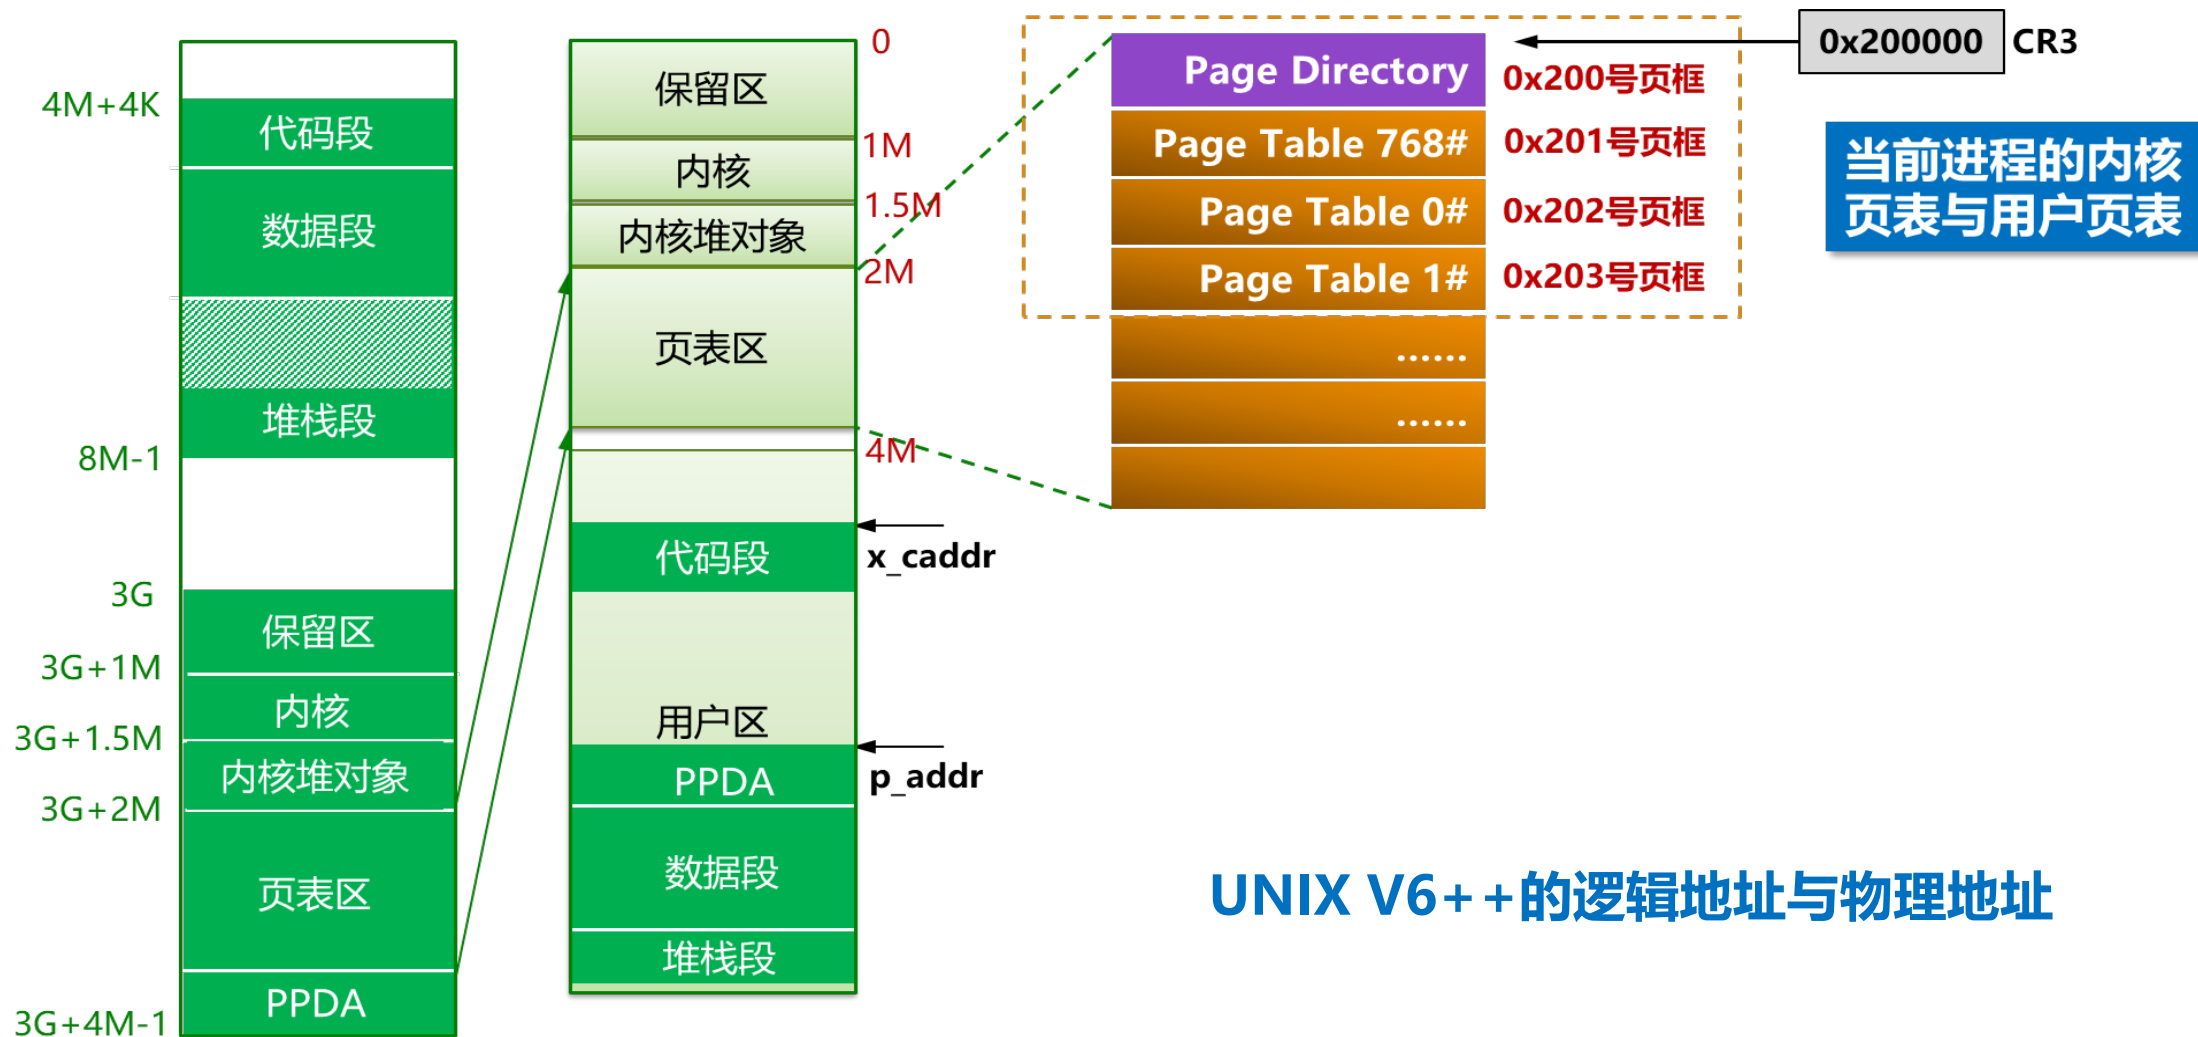 4M+4K
代码段
数据段
堆栈段
8M-1
3G
保留区
3G+1M
内核
3G+1.5M
内核堆对象
3G+2M
页表区
PPDA
3G+4M-1
0
保留区
1M
内核
1.5M
内核堆对象
2M
页表区
4M
代码段
x_caddr
用户区
p_addr
PPDA
数据段
堆栈段
Page Directory
0x200号页框
0x200000
CR3
Page Table 768#
0x201号页框
Page Table 0#
0x202号页框
Page Table 1#
0x203号页框
......
......
当前进程的内核
页表与用户页表
UNIX V6++的逻辑地址与物理地址